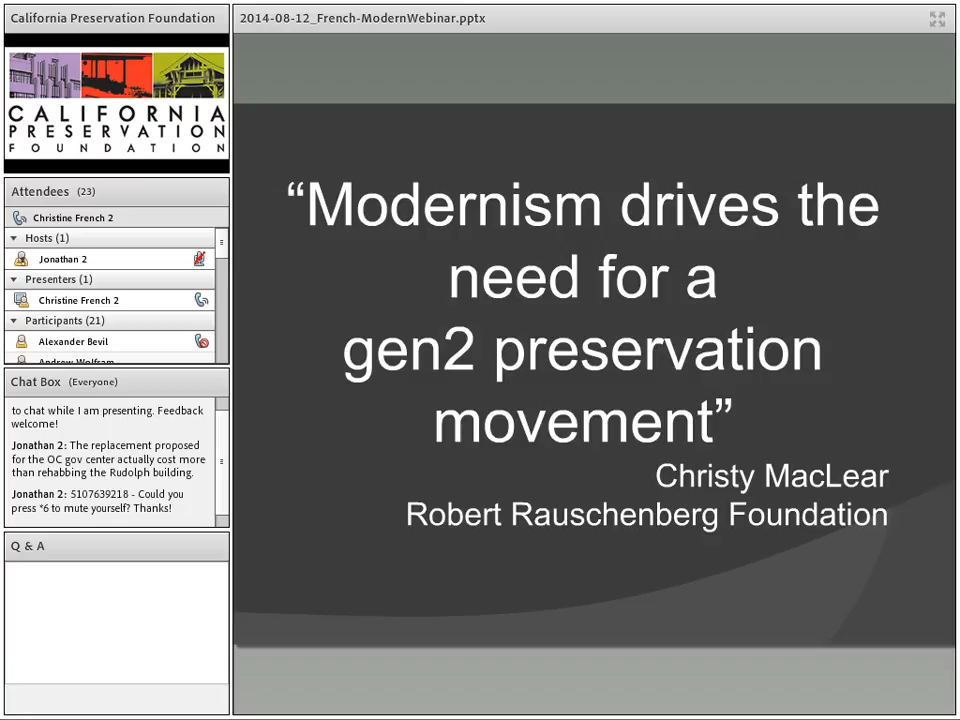 California Preservation Foundation
CALIFORNIA
PRESERVATION
FOUNDATION
Attendees (23)
Christine French 2
Hosts (1)
Jonathan 2
Presenters (1)
Christine French 2
Participants (21)
Alexander Bevil
Andrew Wolfram
Chat Box (Everyone)
to chat while I am presenting. Feedback
welcome!
Jonathan 2: The replacement proposed
for the OC gov center actually cost more
than rehabbing the Rudolph building.
Jonathan 2: 5107639218 - Could you
press *6 to mute yourself? Thanks!
Q & A
2014-08-12_French-ModernWebinar.pptx
“Modernism drives the
need for a
gen2 preservation
movement”
Christy MacLear
Robert Rauschenberg Foundation